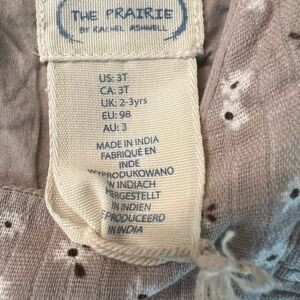 THE PRAIRIE
BY RACHEL ASHWELL
US: 3T
CA: 3T
UK: 2-3yrs
EU: 98
AU: 3
MADE IN INDIA
FABRIQUÉ EN
INDE
WYPRODUKOWANO
W INDIACH
HERGESTELLT
IN INDIEN
GEPRODUCEERD
IN INDIA